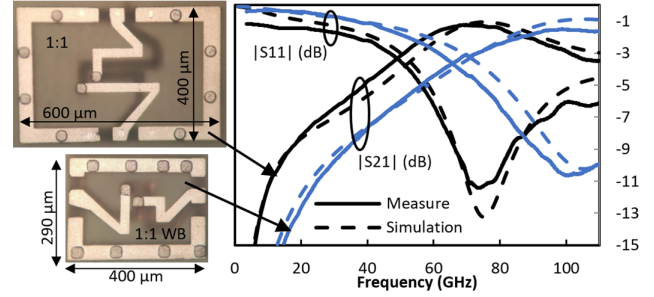 1:1
600 µm
400 µm
1:1 WB
290 µm
400 µm
|S11| (dB)
|S21| (dB)
Measure
Simulation
-1
-3
-5
-7
-9
-11
-13
-15
0 20 40 60 80 100
Frequency (GHz)